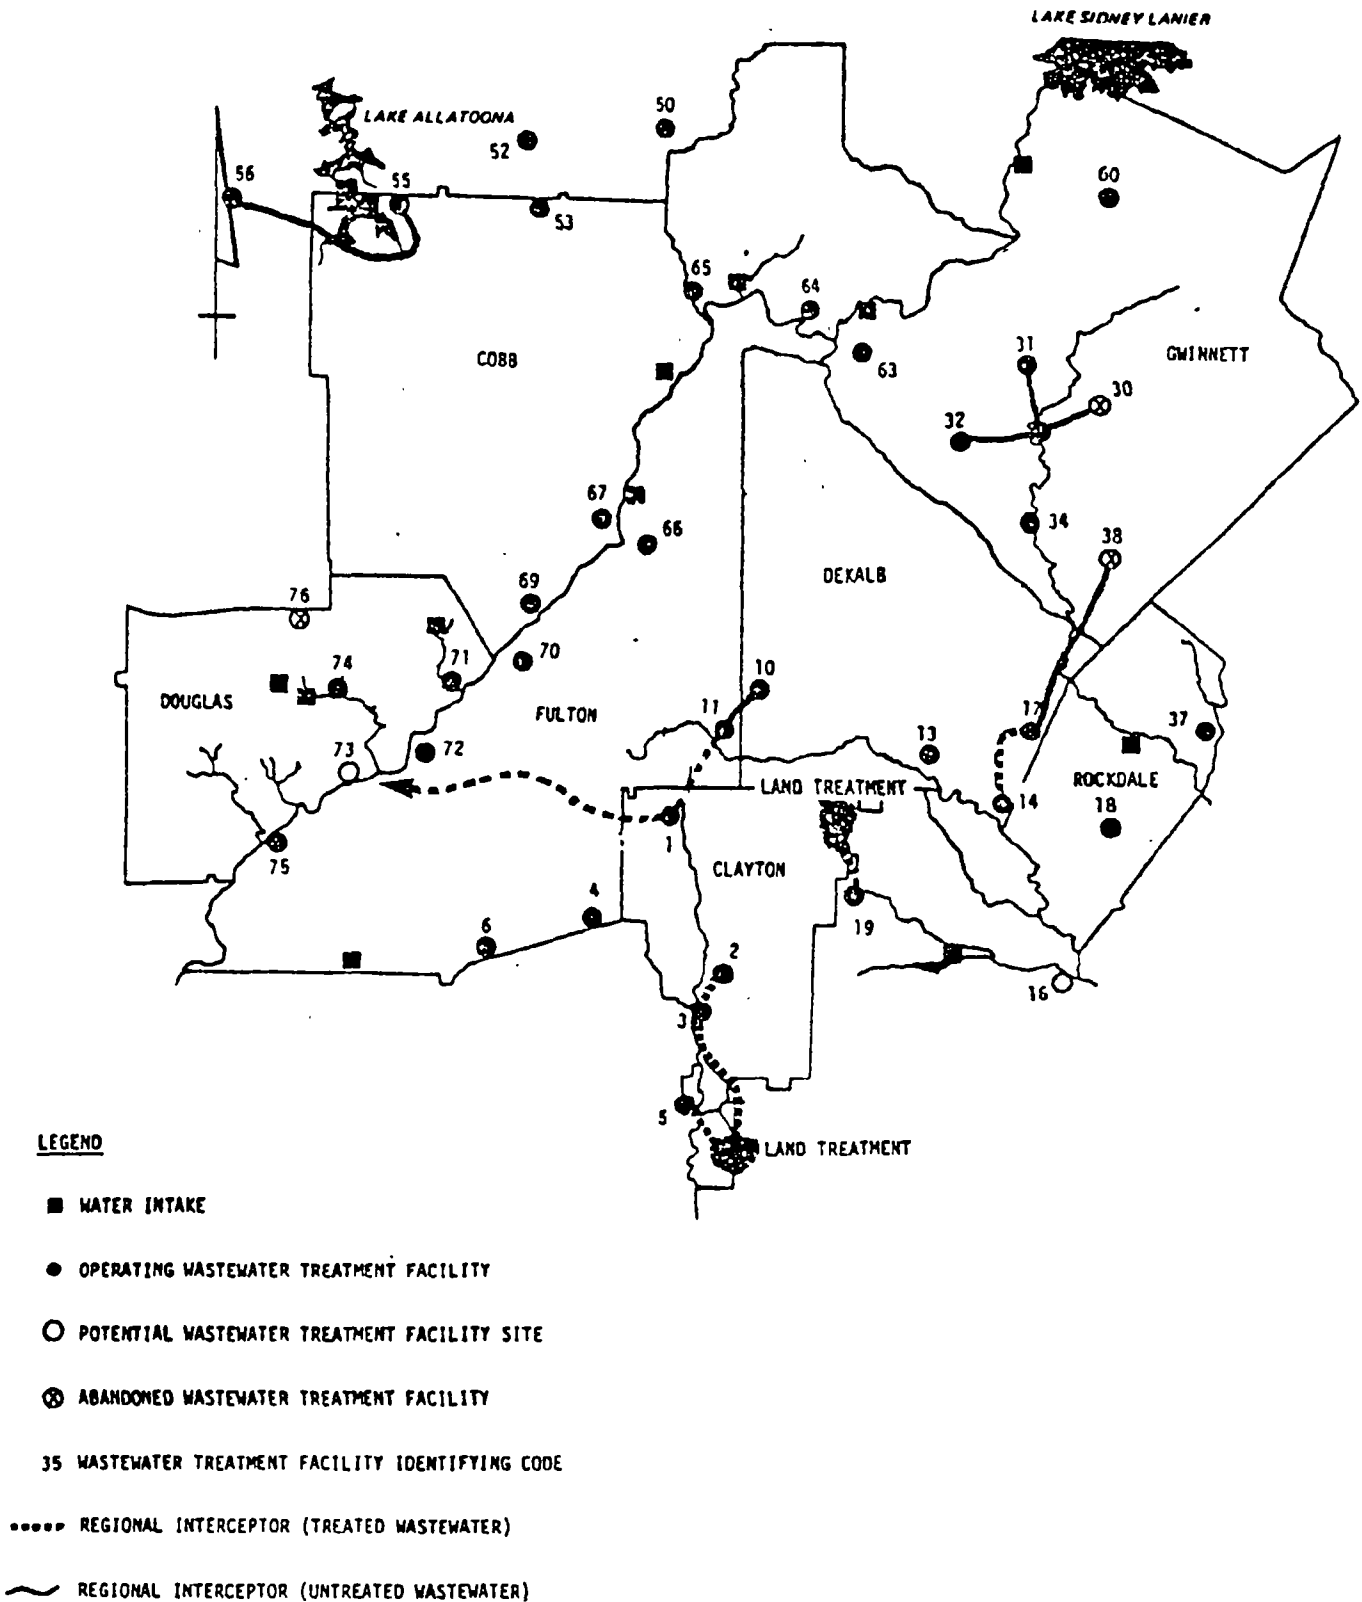 LAKE SIDNEY LANIER
LAKE ALLATOONA
50
52
56
55
60
53
65
64
COBB
31
GWINNETT
63
30
32
67
34
66
38
DEKALB
69
76
74
71
70
10
DOUGLAS
11
FULTON
17
37
13
73
72
LAND TREATMENT
ROCKDALE
14
18
1
75
CLAYTON
4
19
6
2
16
3
5
LAND TREATMENT
LEGEND
WATER INTAKE
OPERATING WASTEWATER TREATMENT FACILITY
POTENTIAL WASTEWATER TREATMENT FACILITY SITE
ABANDONED WASTEWATER TREATMENT FACILITY
35 WASTEWATER TREATMENT FACILITY IDENTIFYING CODE
REGIONAL INTERCEPTOR (TREATED WASTEWATER)
REGIONAL INTERCEPTOR (UNTREATED WASTEWATER)